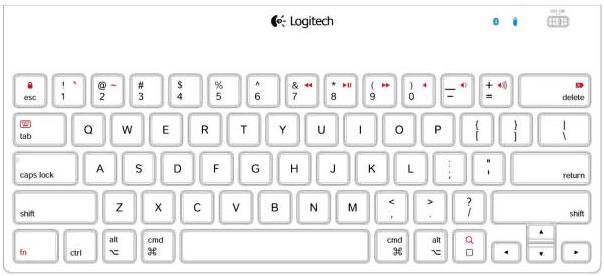 Logitech
esc ! 1 @ 2 # 3 $ 4 % 5 ^ 6 & 7 * 8 ( 9 ) 0 _ - + = delete
tab Q W E R T Y U I O P { [ } ] | \
caps lock A S D F G H J K L : ; " ' return
shift Z X C V B N M < , > . ? / shift
fn ctrl alt ⌥ cmd ⌘ cmd ⌘ alt ⌥